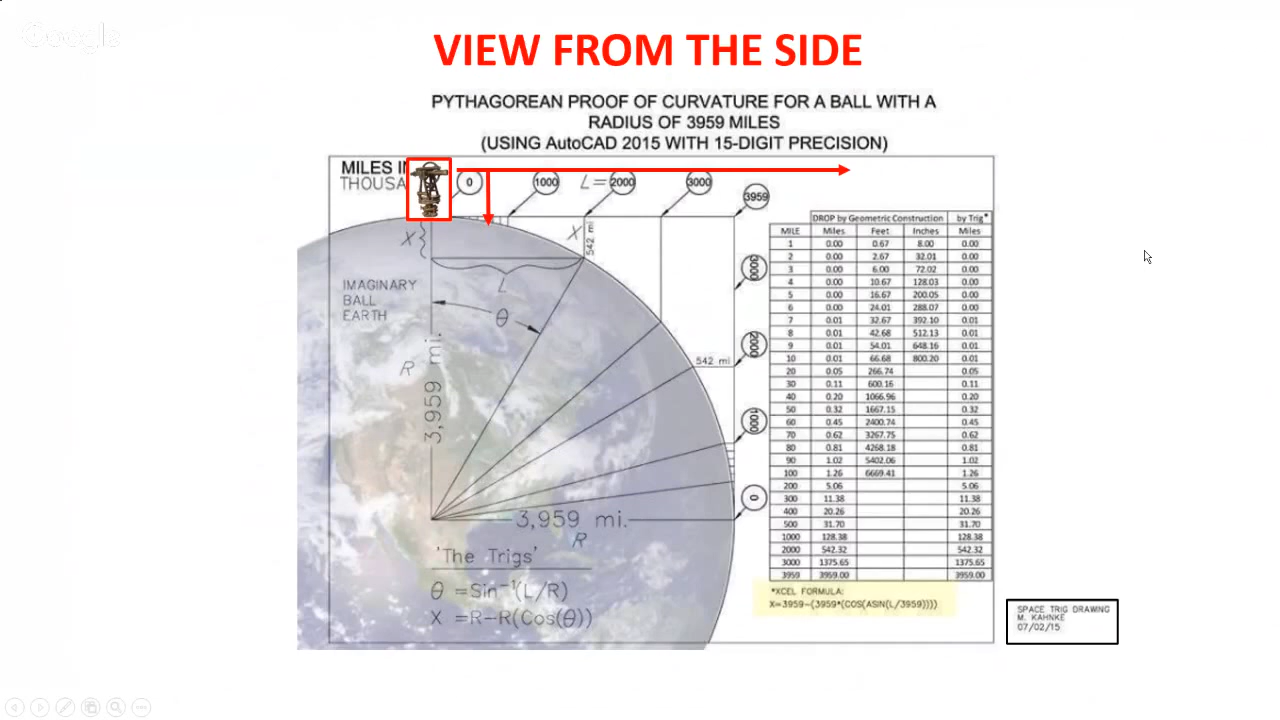 Google
VIEW FROM THE SIDE
PYTHAGOREAN PROOF OF CURVATURE FOR A BALL WITH A
RADIUS OF 3959 MILES
(USING AutoCAD 2015 WITH 15-DIGIT PRECISION)
MILES IN
THOUSA
0
1000
L=2000
3000
3959
X
X
542 mi
L
θ
IMAGINARY
BALL
EARTH
R
3,959 mi.
3000
2000
542 mi
1000
0
3,959 mi.
R
'The Trigs'
θ =Sin⁻¹(L/R)
X =R-R(Cos(θ))
DROP by Geometric Construction by Trig*
MILE Miles Feet Inches Miles
1 0.00 0.67 8.00 0.00
2 0.00 2.67 32.01 0.00
3 0.00 6.00 72.02 0.00
4 0.00 10.67 128.03 0.00
5 0.00 16.67 200.05 0.00
6 0.00 24.01 288.07 0.00
7 0.01 32.67 392.10 0.01
8 0.01 42.68 512.13 0.01
9 0.01 54.01 648.16 0.01
10 0.01 66.68 800.20 0.01
20 0.05 266.74 0.05
30 0.11 600.16 0.11
40 0.20 1066.96 0.20
50 0.32 1667.15 0.32
60 0.45 2400.74 0.45
70 0.62 3267.75 0.62
80 0.81 4268.18 0.81
90 1.02 5402.06 1.02
100 1.26 6669.41 1.26
200 5.06 5.06
300 11.38 11.38
400 20.26 20.26
500 31.70 31.70
1000 128.38 128.38
2000 542.32 542.32
3000 1375.65 1375.65
3959 3959.00 3959.00
*XCEL FORMULA:
X=3959-(3959*(COS(ASIN(L/3959))))
SPACE TRIG DRAWING
M. KAHNKE
07/02/15